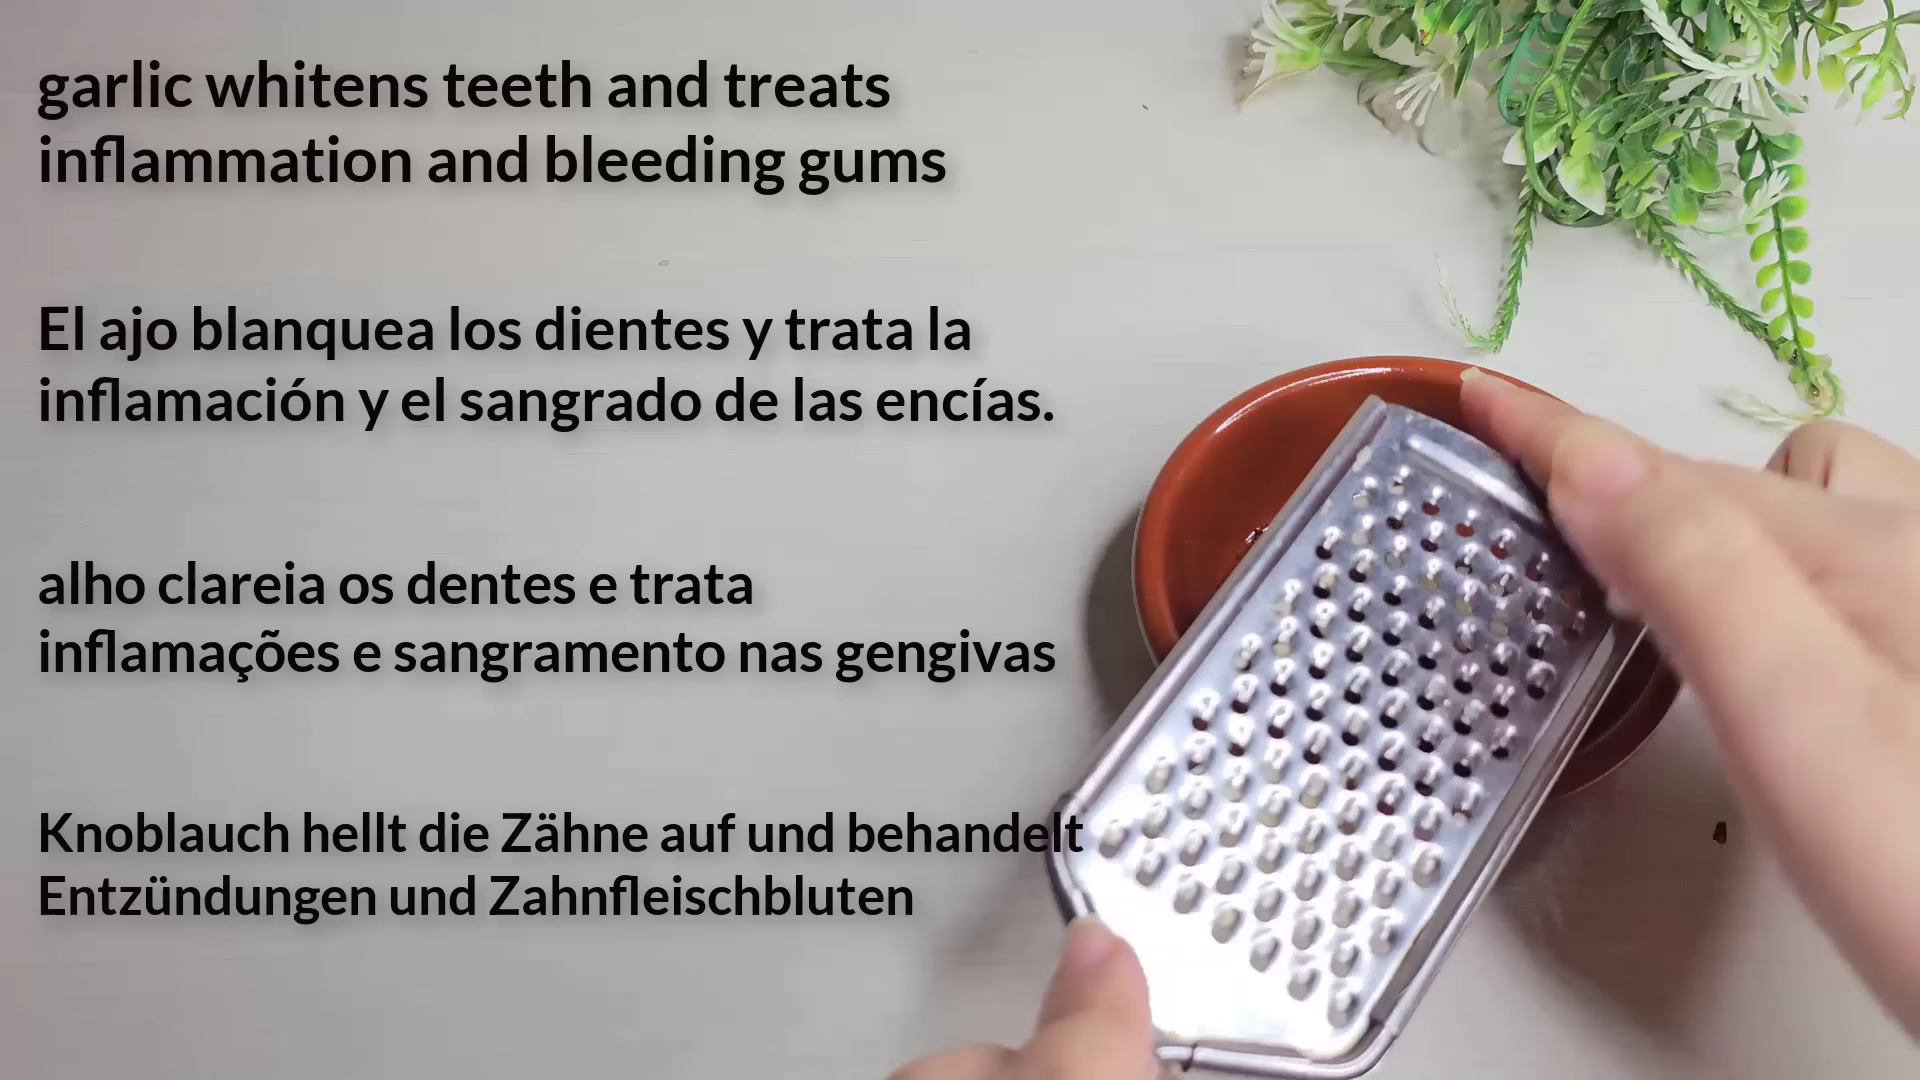 garlic whitens teeth and treats
inflammation and bleeding gums
El ajo blanquea los dientes y trata la
inflamación y el sangrado de las encías.
alho clareia os dentes e trata
inflamações e sangramento nas gengivas
Knoblauch hellt die Zähne auf und behandelt
Entzündungen und Zahnfleischbluten